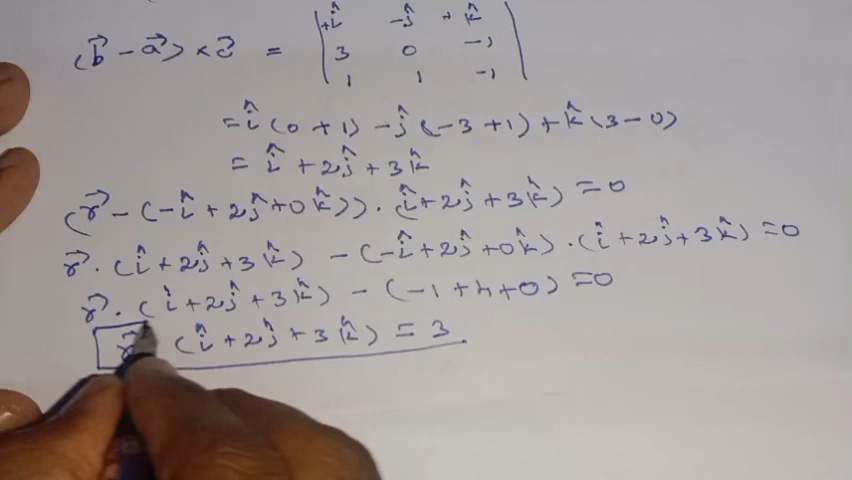 (b⃗ - a⃗) × c⃗ = | +î -ĵ +k̂ |
| 3 0 -1 |
| 1 1 -1 |
= î (0 + 1) - ĵ (-3 + 1) + k̂ (3 - 0)
= î + 2ĵ + 3k̂
(r⃗ - (-î + 2ĵ + 0k̂)) . (î + 2ĵ + 3k̂) = 0
r⃗ . (î + 2ĵ + 3k̂) - (-î + 2ĵ + 0k̂) . (î + 2ĵ + 3k̂) = 0
r⃗ . (î + 2ĵ + 3k̂) - (-1 + 4 + 0) = 0
r⃗ (î + 2ĵ + 3k̂) = 3